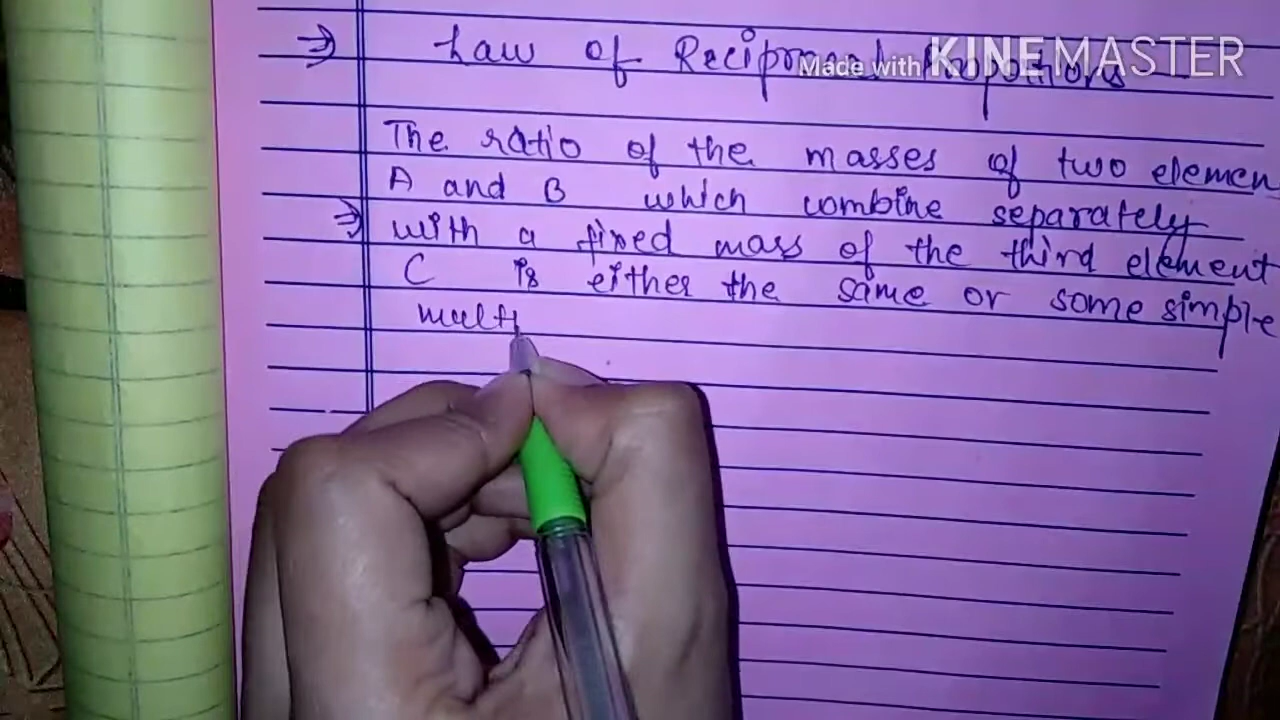 ⇒ Law of Reciprocal Propotions
Made with KINEMASTER
The ratio of the masses of two elemen
A and B which combine separately
⇒ with a fixed mass of the third element
C is either the same or some simple
mult